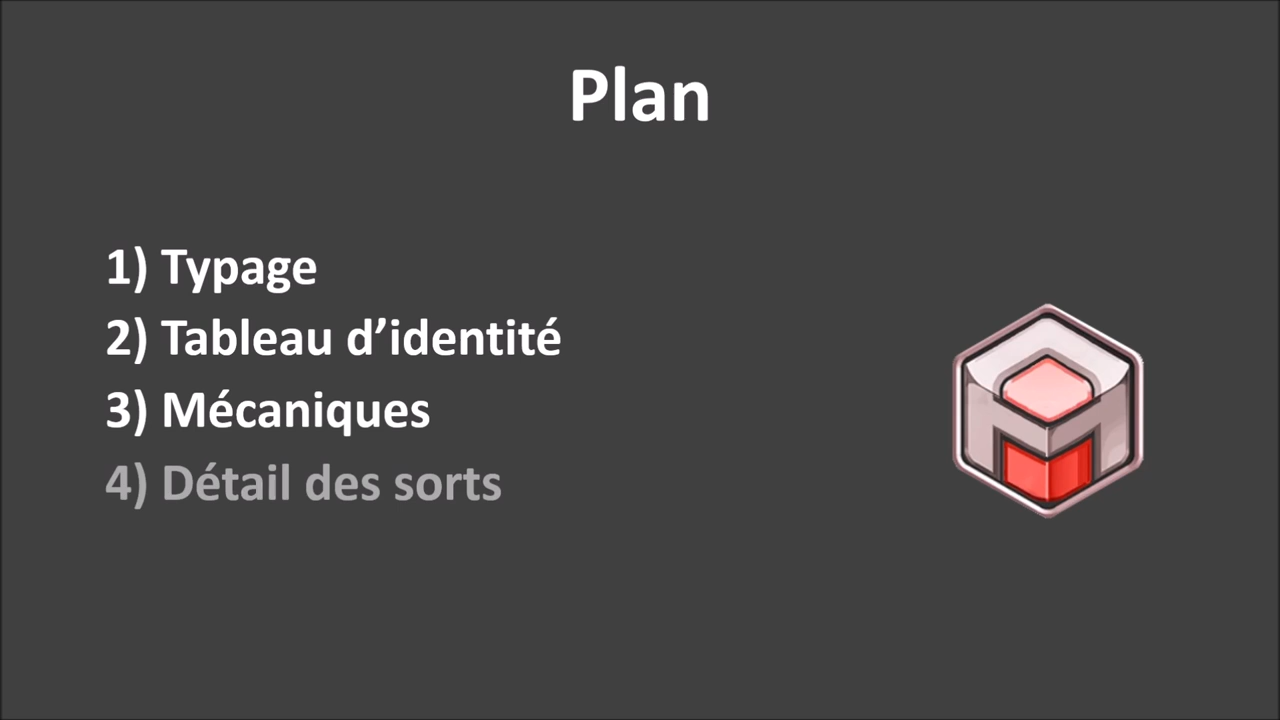 Plan
1) Typage
2) Tableau d’identité
3) Mécaniques
4) Détail des sorts